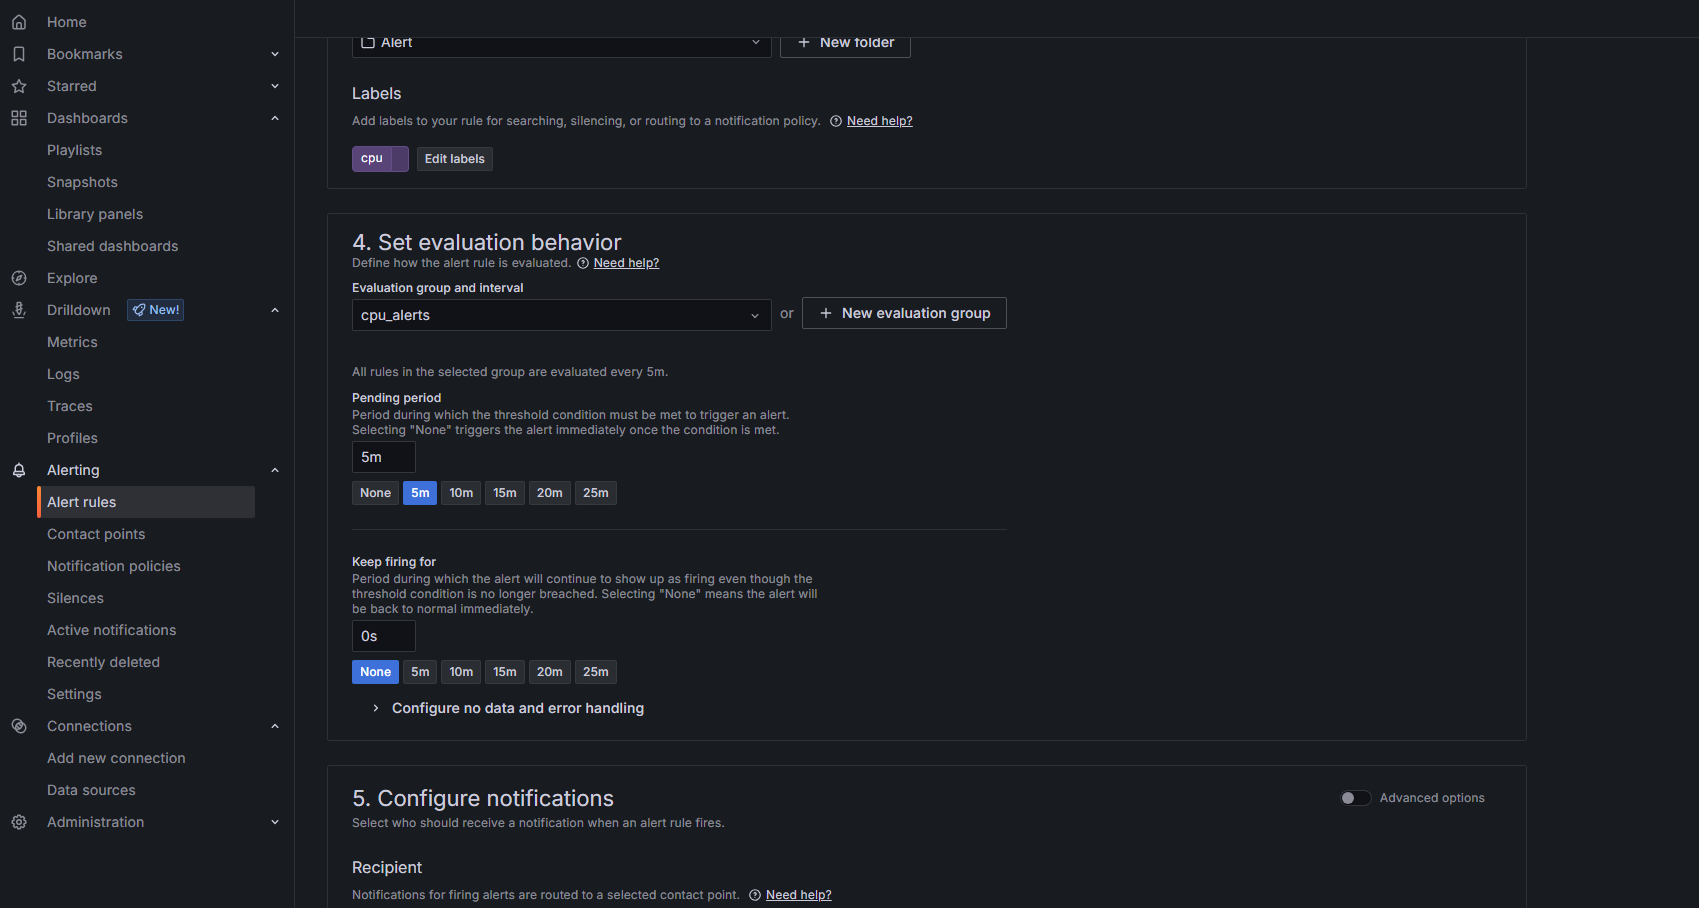 Home
Bookmarks
Starred
Dashboards
Playlists
Snapshots
Library panels
Shared dashboards
Explore
Drilldown New!
Metrics
Logs
Traces
Profiles
Alerting
Alert rules
Contact points
Notification policies
Silences
Active notifications
Recently deleted
Settings
Connections
Add new connection
Data sources
Administration
Alert
+ New folder
Labels
Add labels to your rule for searching, silencing, or routing to a notification policy. Need help?
cpu Edit labels
4. Set evaluation behavior
Define how the alert rule is evaluated. Need help?
Evaluation group and interval
cpu_alerts or + New evaluation group
All rules in the selected group are evaluated every 5m.
Pending period
Period during which the threshold condition must be met to trigger an alert.
Selecting "None" triggers the alert immediately once the condition is met.
5m
None 5m 10m 15m 20m 25m
Keep firing for
Period during which the alert will continue to show up as firing even though the
threshold condition is no longer breached. Selecting "None" means the alert will
be back to normal immediately.
0s
None 5m 10m 15m 20m 25m
Configure no data and error handling
5. Configure notifications
Advanced options
Select who should receive a notification when an alert rule fires.
Recipient
Notifications for firing alerts are routed to a selected contact point. Need help?